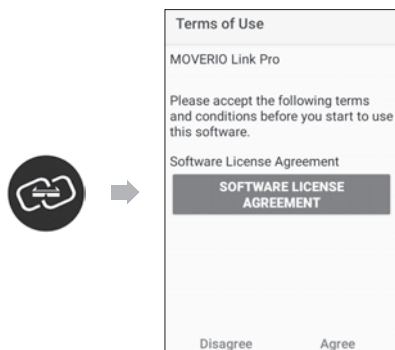 Terms of Use
MOVERIO Link Pro
Please accept the following terms
and conditions before you start to use
this software.
Software License Agreement
SOFTWARE LICENSE
AGREEMENT
Disagree Agree